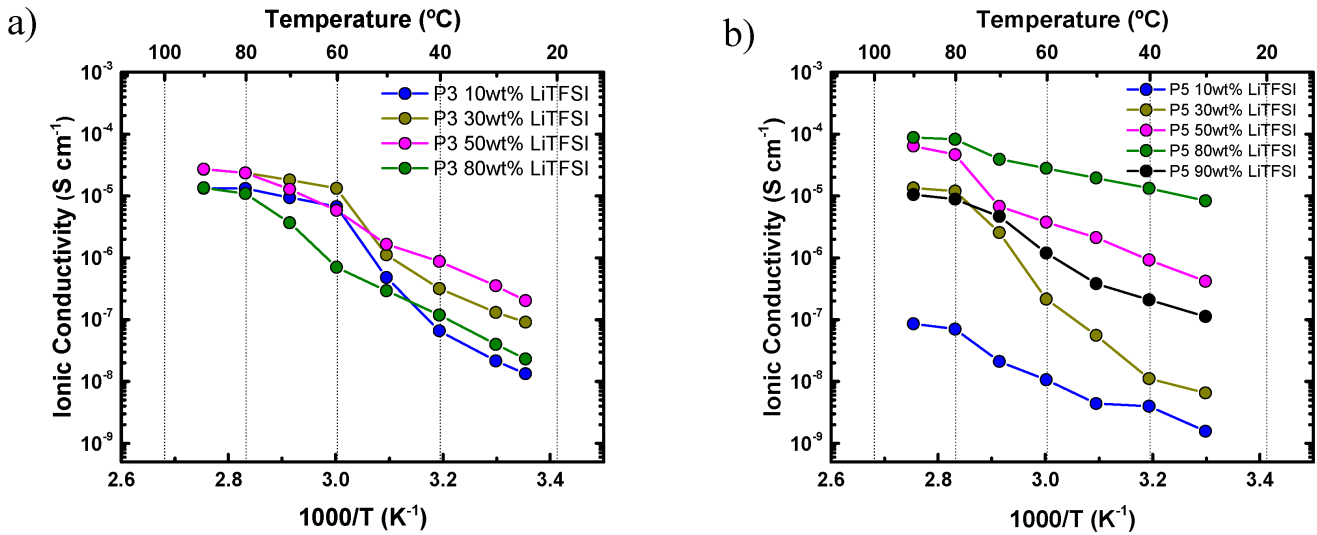 a)
Temperature (ºC)
100 80 60 40 20
10-3
10-4
10-5
10-6
10-7
10-8
10-9
Ionic Conductivity (S cm-1)
P3 10wt% LiTFSI
P3 30wt% LiTFSI
P3 50wt% LiTFSI
P3 80wt% LiTFSI
2.6 2.8 3.0 3.2 3.4
1000/T (K-1)
b)
Temperature (ºC)
100 80 60 40 20
10-3
10-4
10-5
10-6
10-7
10-8
10-9
Ionic Conductivity (S cm-1)
P5 10wt% LiTFSI
P5 30wt% LiTFSI
P5 50wt% LiTFSI
P5 80wt% LiTFSI
P5 90wt% LiTFSI
2.6 2.8 3.0 3.2 3.4
1000/T (K-1)